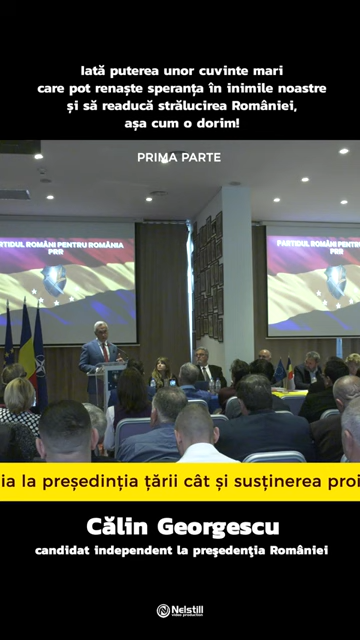 Iată puterea unor cuvinte mari
care pot renaște speranța în inimile noastre
și să readucă strălucirea României,
așa cum o dorim!
PRIMA PARTE
PARTIDUL ROMÂNI PENTRU ROMÂNIA
PRR
PARTIDUL ROMÂNI PENTRU ROMÂNIA
PRR
ia la președinția țării cât și susținerea proi
Călin Georgescu
candidat independent la președenția României
Nelstill
video production